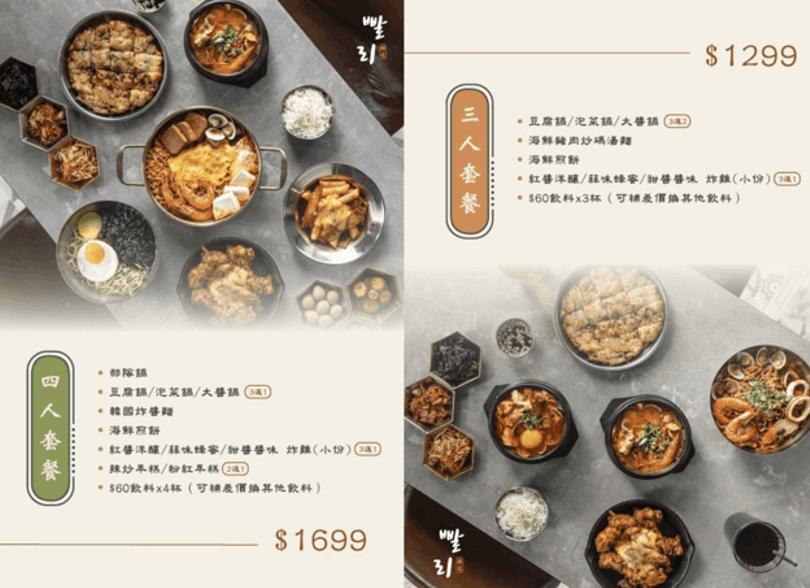 빨
리
四人套餐
部隊鍋
豆腐鍋/泡菜鍋/大醬鍋 3選1
韓國炸醬麵
海鮮煎餅
紅醬洋釀/蒜味蜂蜜/甜醬醬味 炸雞(小份) 3選1
辣炒年糕/粉紅年糕 2選1
$60飲料x4杯（可補差價換其他飲料）
$1699
$1299
三人套餐
豆腐鍋/泡菜鍋/大醬鍋 3選2
海鮮豬肉炒碼湯麵
海鮮煎餅
紅醬洋釀/蒜味蜂蜜/甜醬醬味 炸雞(小份) 3選1
$60飲料x3杯（可補差價換其他飲料）
빨
리